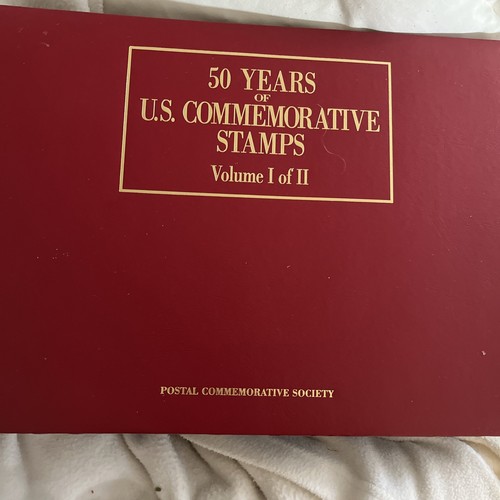 50 YEARS
OF
U.S. COMMEMORATIVE
STAMPS
Volume I of II
POSTAL COMMEMORATIVE SOCIETY